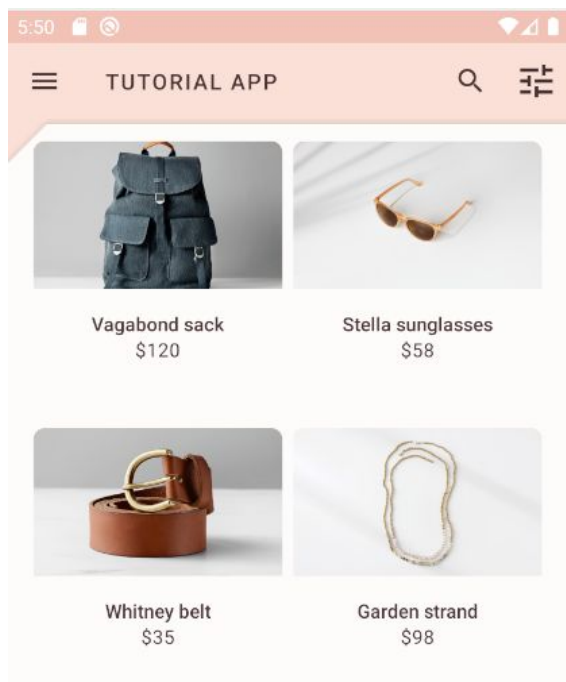 5:50
TUTORIAL APP
Vagabond sack
$120
Stella sunglasses
$58
Whitney belt
$35
Garden strand
$98